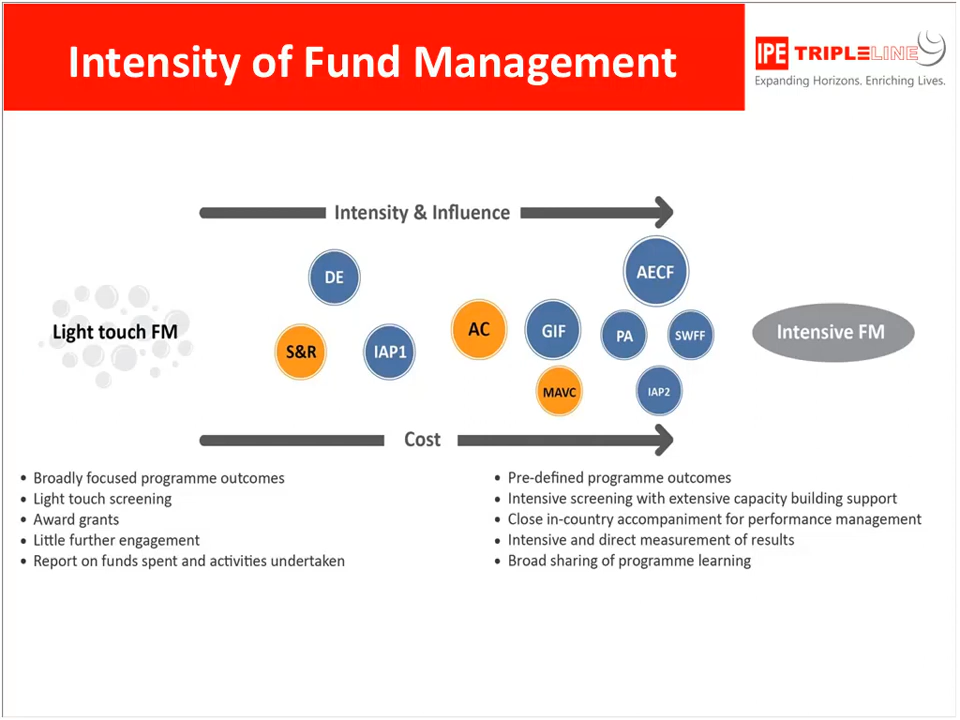 Intensity of Fund Management
IPE TRIPLELINE
Expanding Horizons. Enriching Lives.
Intensity & Influence
DE
AECF
Light touch FM
S&R
IAP1
AC
GIF
PA
SWFF
Intensive FM
MAVC
IAP2
Cost
• Broadly focused programme outcomes
• Light touch screening
• Award grants
• Little further engagement
• Report on funds spent and activities undertaken
• Pre-defined programme outcomes
• Intensive screening with extensive capacity building support
• Close in-country accompaniment for performance management
• Intensive and direct measurement of results
• Broad sharing of programme learning